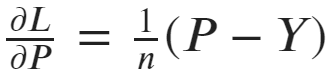 ∂L/∂P = 1/n (P − Y)